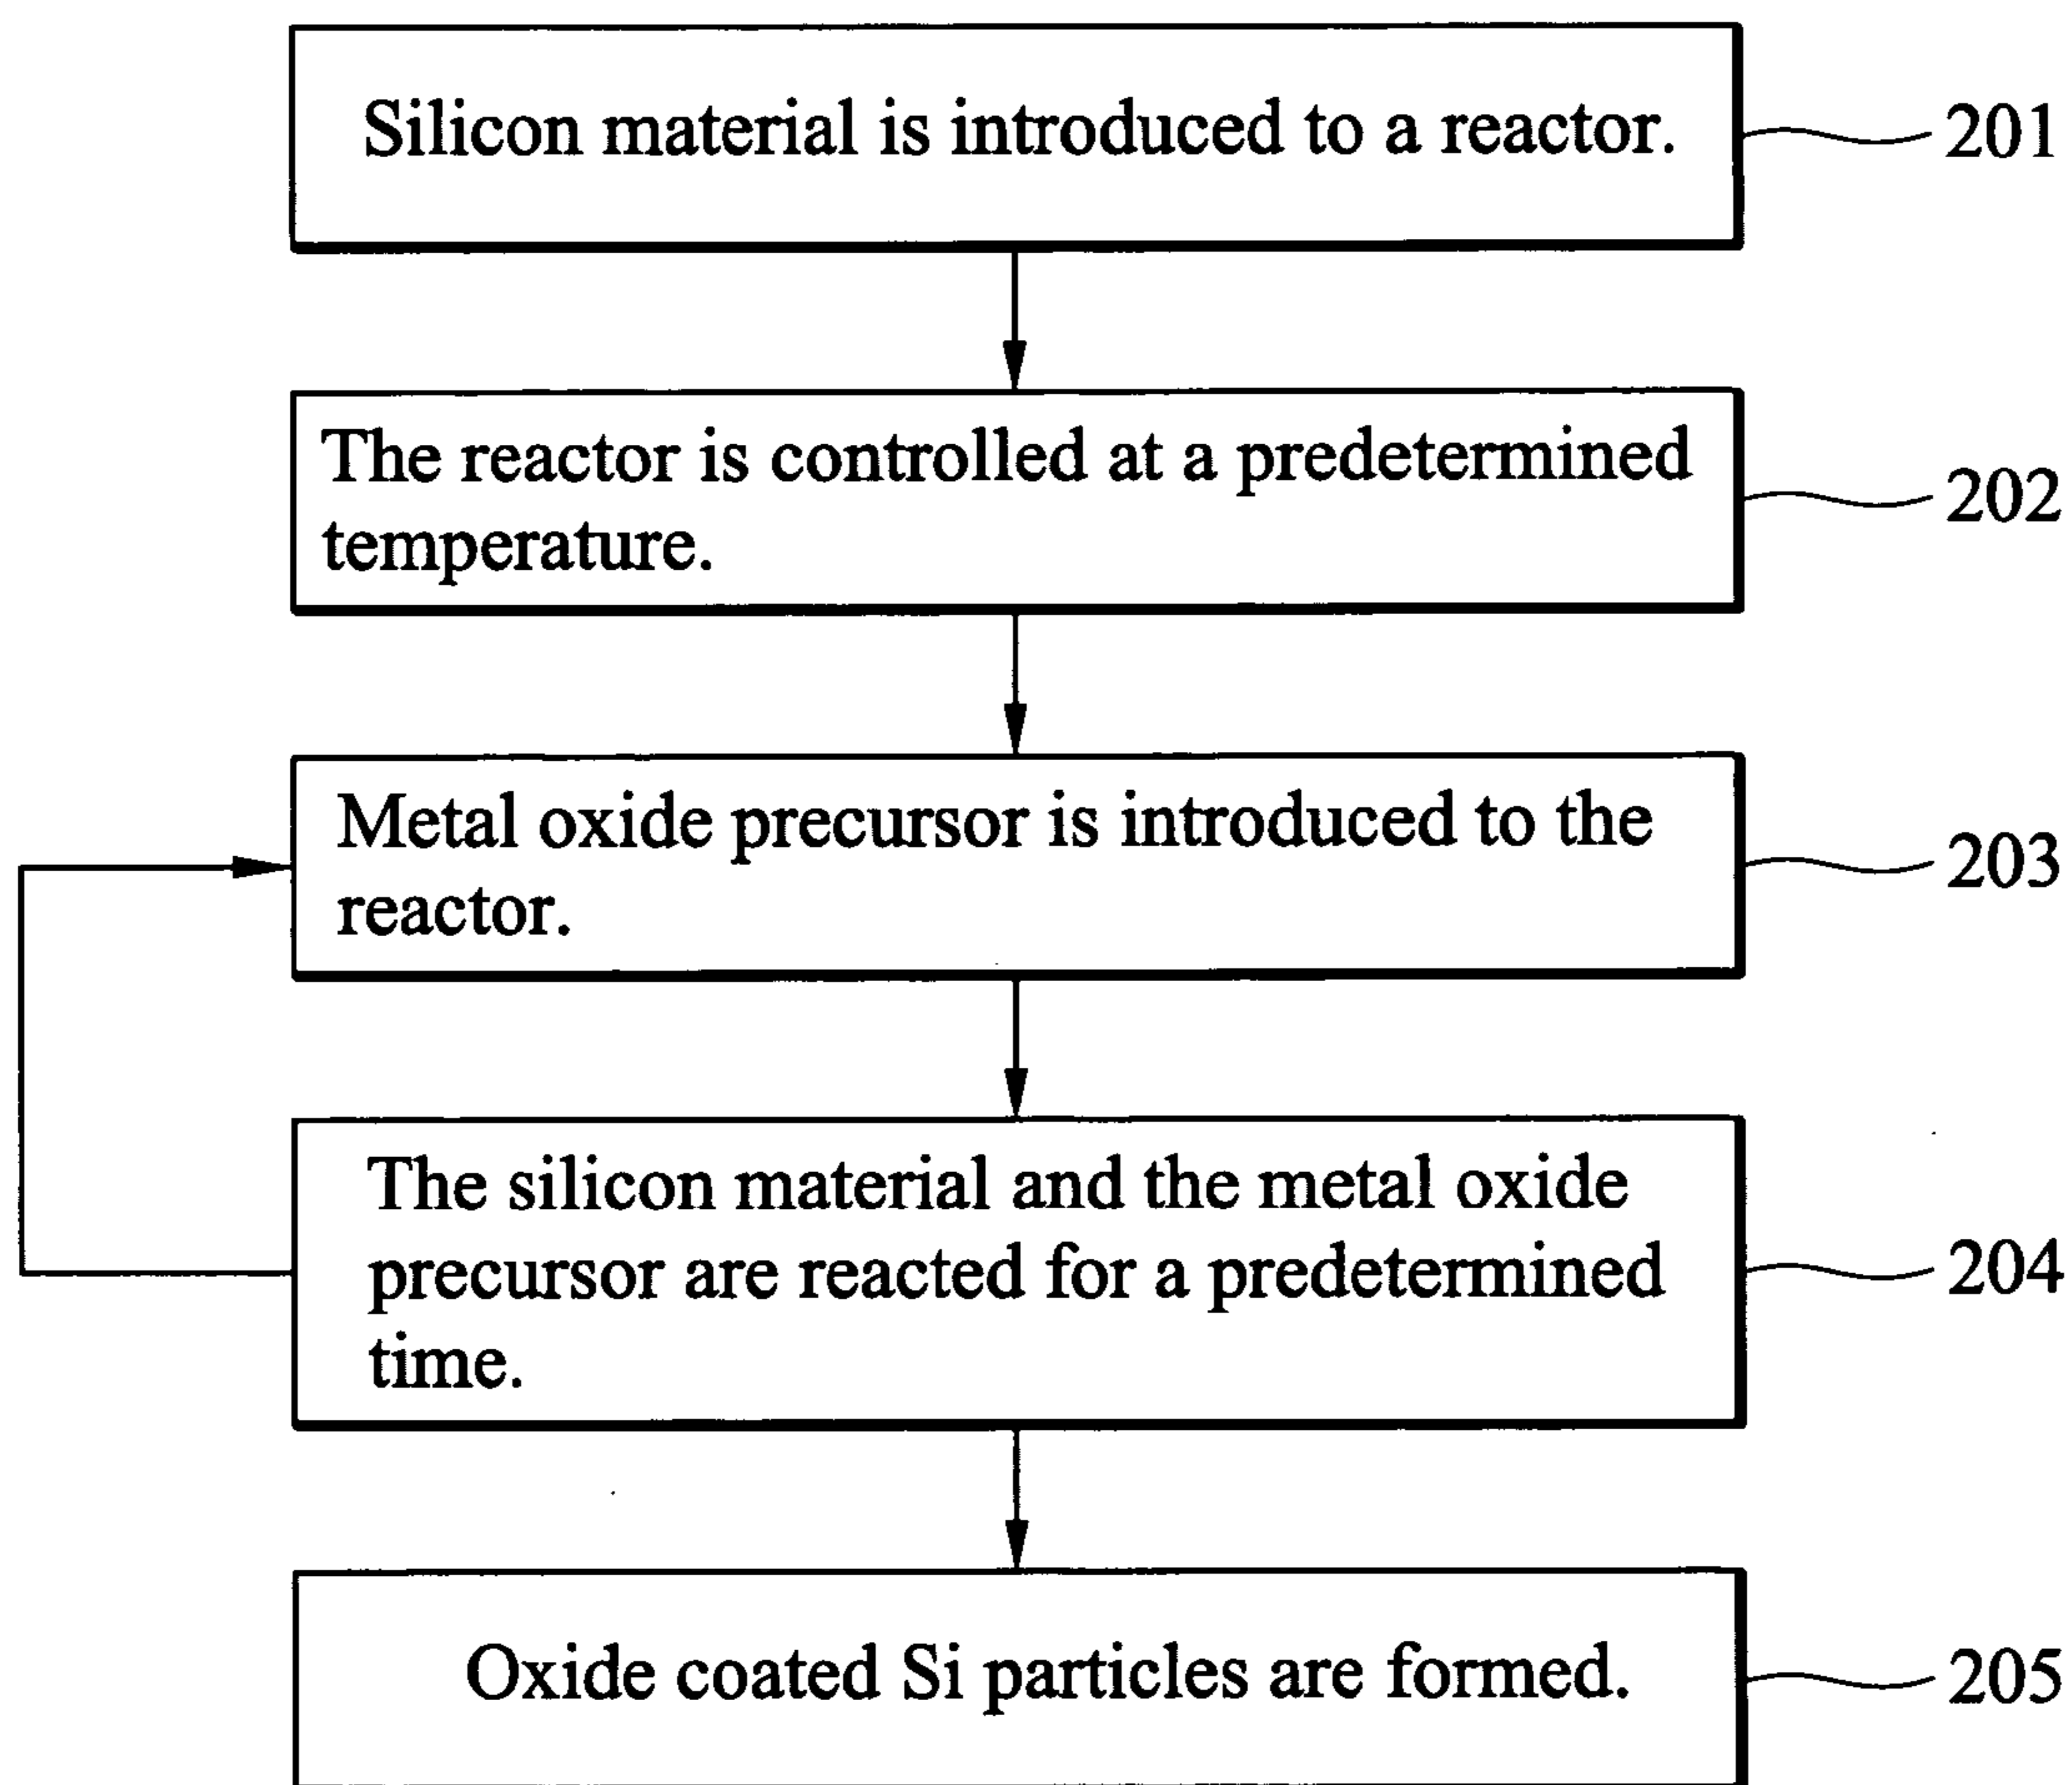 Silicon material is introduced to a reactor.
201
The reactor is controlled at a predetermined
temperature.
202
Metal oxide precursor is introduced to the
reactor.
203
The silicon material and the metal oxide
precursor are reacted for a predetermined
time.
204
Oxide coated Si particles are formed.
205